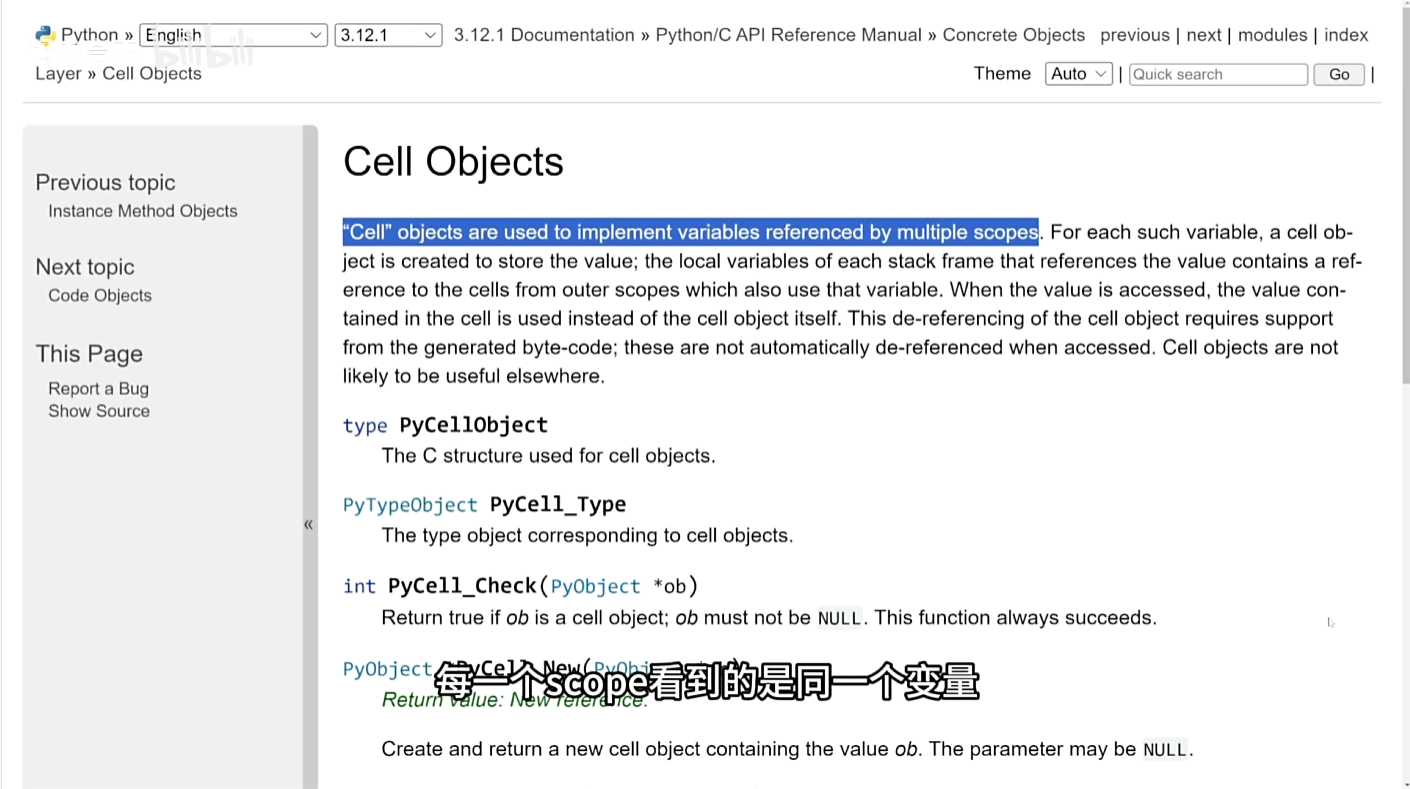 Python » English 3.12.1 3.12.1 Documentation » Python/C API Reference Manual » Concrete Objects previous | next | modules | index
Layer » Cell Objects Theme Auto | Quick search Go |
bilibili
Previous topic
Instance Method Objects
Next topic
Code Objects
This Page
Report a Bug
Show Source
«
Cell Objects
“Cell” objects are used to implement variables referenced by multiple scopes. For each such variable, a cell ob-
ject is created to store the value; the local variables of each stack frame that references the value contains a ref-
erence to the cells from outer scopes which also use that variable. When the value is accessed, the value con-
tained in the cell is used instead of the cell object itself. This de-referencing of the cell object requires support
from the generated byte-code; these are not automatically de-referenced when accessed. Cell objects are not
likely to be useful elsewhere.
type PyCellObject
The C structure used for cell objects.
PyTypeObject PyCell_Type
The type object corresponding to cell objects.
int PyCell_Check(PyObject *ob)
Return true if ob is a cell object; ob must not be NULL. This function always succeeds.
PyObject *PyCell_New(
每一个scope看到的是同一个变量
Return value: New reference.
Create and return a new cell object containing the value ob. The parameter may be NULL.